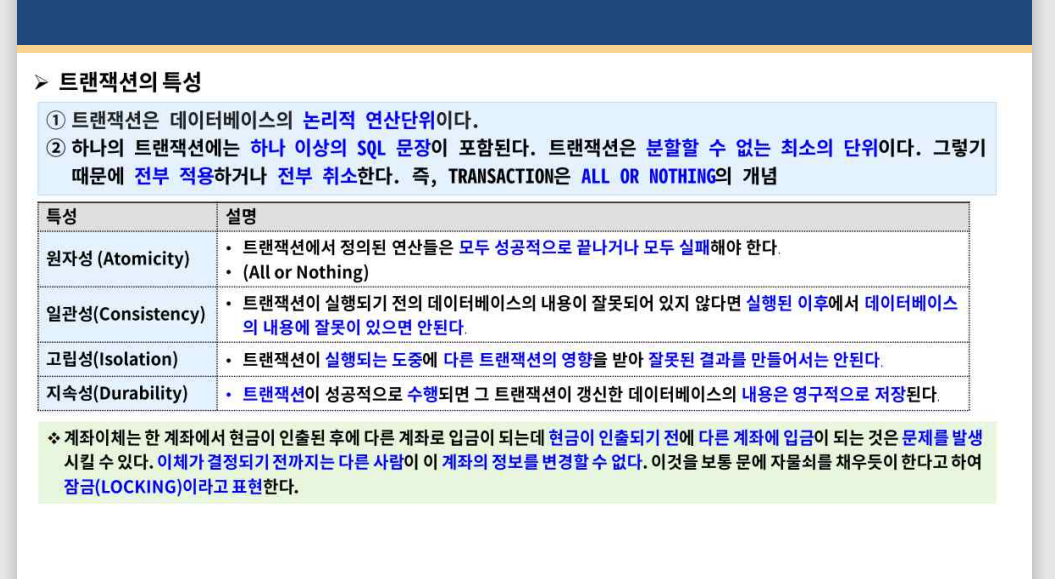 ➢ 트랜잭션의 특성
① 트랜잭션은 데이터베이스의 논리적 연산단위이다.
② 하나의 트랜잭션에는 하나 이상의 SQL 문장이 포함된다. 트랜잭션은 분할할 수 없는 최소의 단위이다. 그렇기
때문에 전부 적용하거나 전부 취소한다. 즉, TRANSACTION은 ALL OR NOTHING의 개념
특성 설명
원자성 (Atomicity)
• 트랜잭션에서 정의된 연산들은 모두 성공적으로 끝나거나 모두 실패해야 한다.
• (All or Nothing)
일관성(Consistency)
• 트랜잭션이 실행되기 전의 데이터베이스의 내용이 잘못되어 있지 않다면 실행된 이후에서 데이터베이스
의 내용에 잘못이 있으면 안된다.
고립성(Isolation) • 트랜잭션이 실행되는 도중에 다른 트랜잭션의 영향을 받아 잘못된 결과를 만들어서는 안된다.
지속성(Durability) • 트랜잭션이 성공적으로 수행되면 그 트랜잭션이 갱신한 데이터베이스의 내용은 영구적으로 저장된다.
❖ 계좌이체는 한 계좌에서 현금이 인출된 후에 다른 계좌로 입금이 되는데 현금이 인출되기 전에 다른 계좌에 입금이 되는 것은 문제를 발생
시킬 수 있다. 이체가 결정되기 전까지는 다른 사람이 이 계좌의 정보를 변경할 수 없다. 이것을 보통 문에 자물쇠를 채우듯이 한다고 하여
잠금(LOCKING)이라고 표현한다.